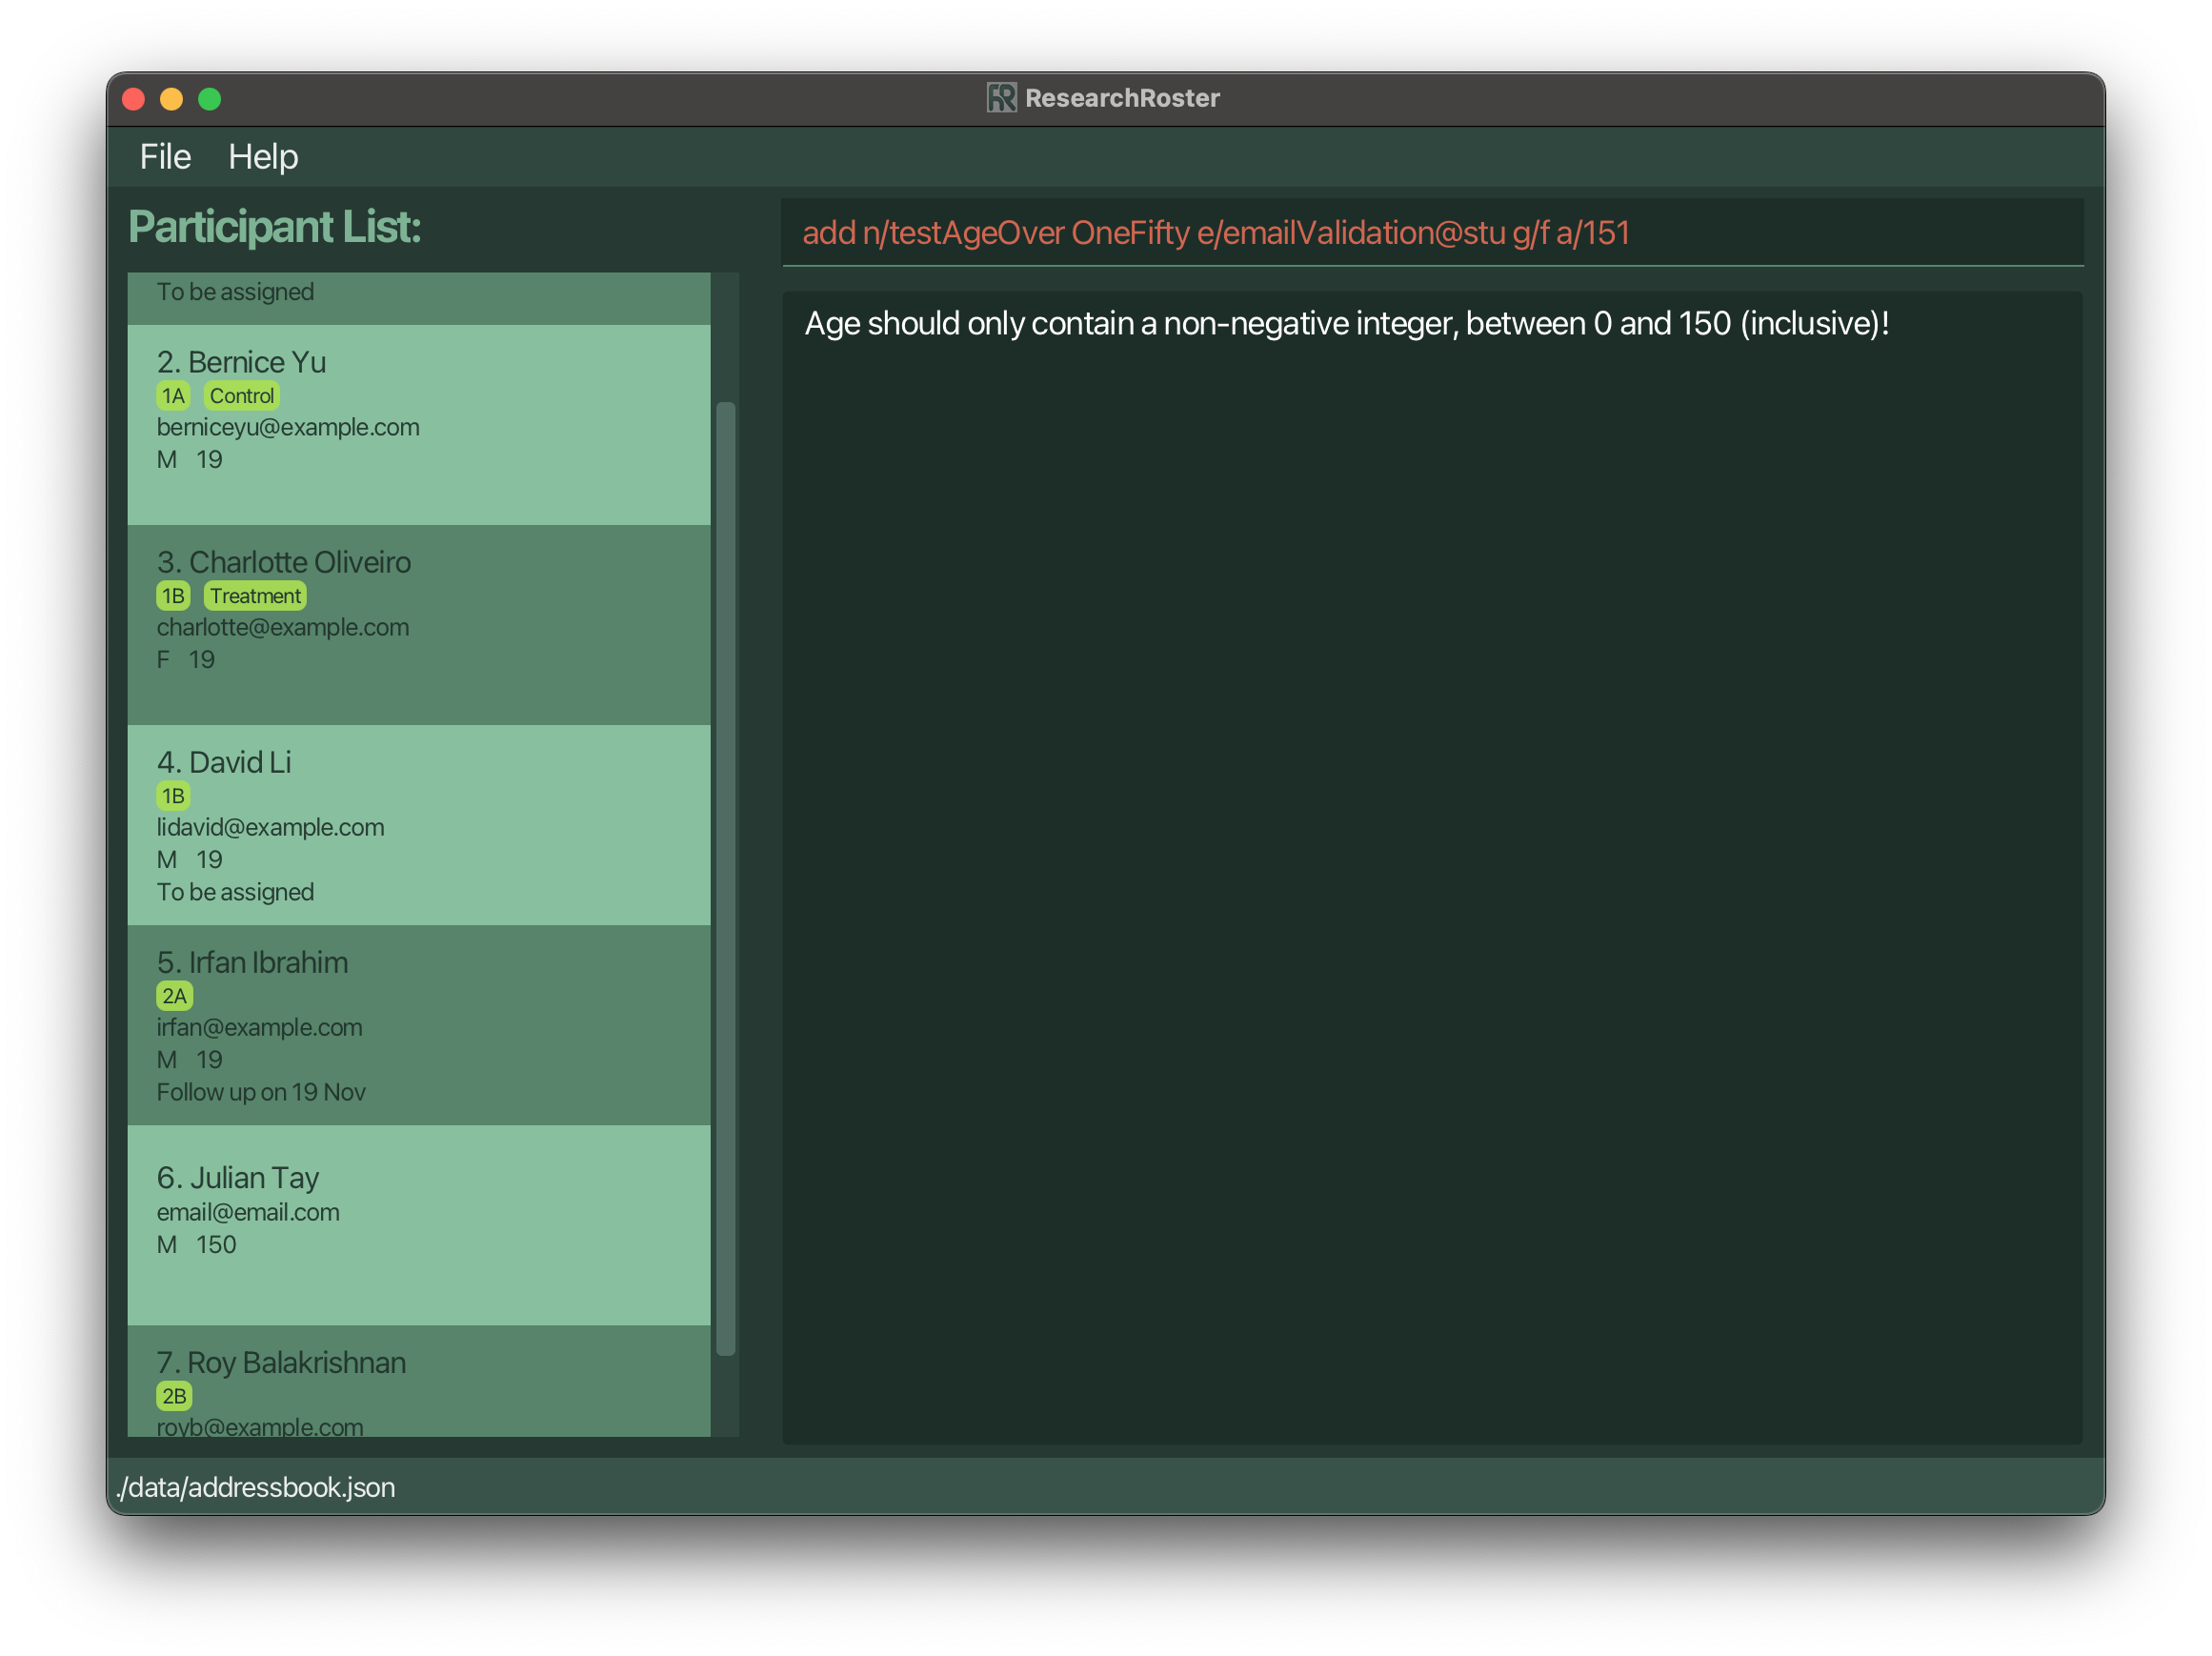 ResearchRoster
File Help
Participant List:
To be assigned
2. Bernice Yu
1A Control
berniceyu@example.com
M 19
3. Charlotte Oliveiro
1B Treatment
charlotte@example.com
F 19
4. David Li
1B
lidavid@example.com
M 19
To be assigned
5. Irfan Ibrahim
2A
irfan@example.com
M 19
Follow up on 19 Nov
6. Julian Tay
email@email.com
M 150
7. Roy Balakrishnan
2B
royb@example.com
add n/testAgeOver OneFifty e/emailValidation@stu g/f a/151
Age should only contain a non-negative integer, between 0 and 150 (inclusive)!
./data/addressbook.json